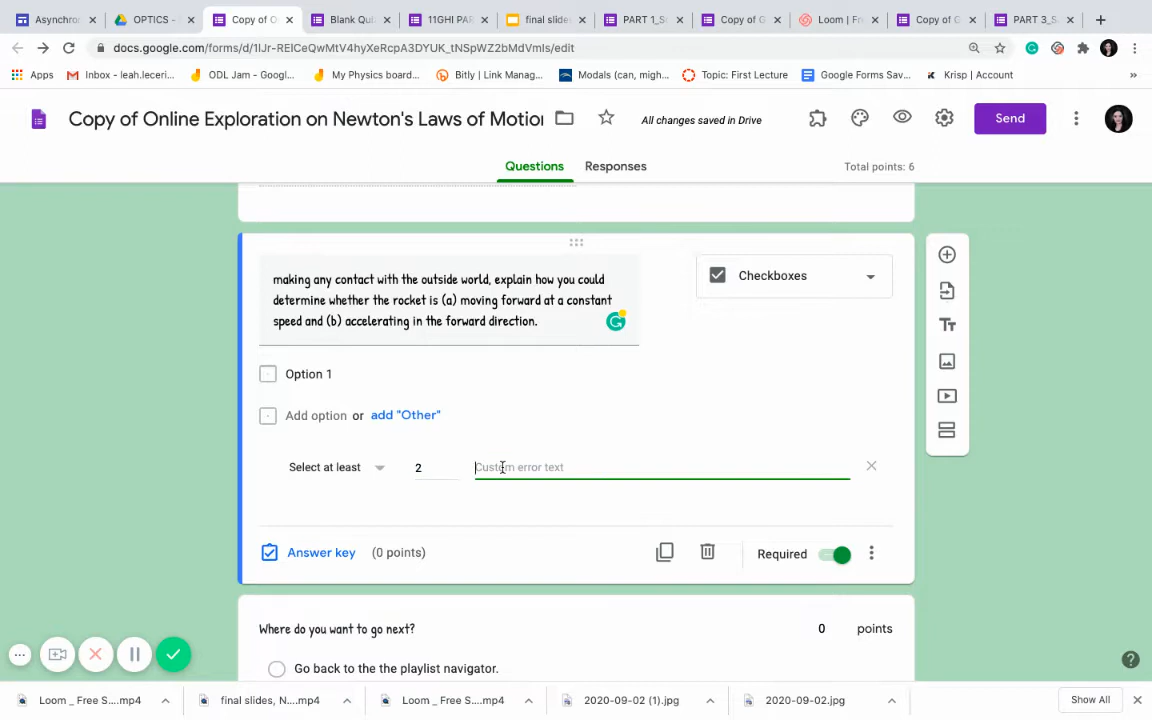 Asynchron
OPTICS -
Copy of O
Blank Qui
11GHI PAR
final slide
PART 1_S
Copy of G
Loom | Fr
Copy of G
PART 3_S
docs.google.com/forms/d/1IJr-RElCeQwMtV4hyXeRcpA3DYUK_tNSpWZ2bMdVmIs/edit
Apps
Inbox - leah.leceri...
ODL Jam - Googl...
My Physics board...
Bitly | Link Manag...
Modals (can, migh...
Topic: First Lecture
Google Forms Sav...
Krisp | Account
»
Copy of Online Exploration on Newton's Laws of Motion
All changes saved in Drive
Send
Questions
Responses
Total points: 6
making any contact with the outside world, explain how you could
determine whether the rocket is (a) moving forward at a constant
speed and (b) accelerating in the forward direction.
Checkboxes
Option 1
Add option or add "Other"
Select at least
2
Custom error text
Answer key
(0 points)
Required
Where do you want to go next?
0
points
Go back to the the playlist navigator.
Loom _ Free S....mp4
final slides, N....mp4
Loom _ Free S....mp4
2020-09-02 (1).jpg
2020-09-02.jpg
Show All